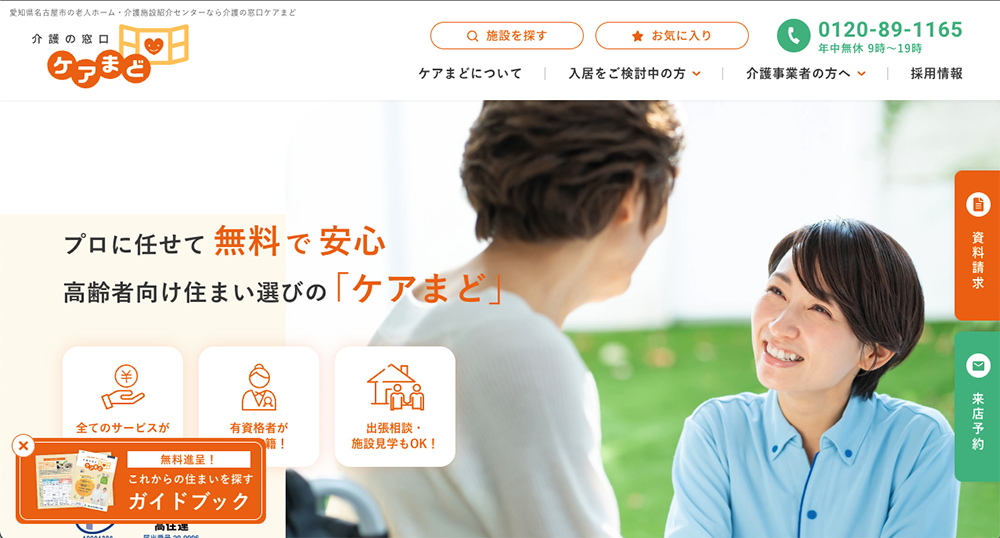 愛知県名古屋市の老人ホーム・介護施設紹介センターなら介護の窓口ケアまど
介護の窓口
ケアまど
施設を探す
お気に入り
0120-89-1165
年中無休 9時〜19時
ケアまどについて
入居をご検討中の方
介護事業者の方へ
採用情報
プロに任せて 無料 で 安心
高齢者向け住まい選びの「ケアまど」
全てのサービスが
有資格者が
籍！
出張相談・
施設見学もOK！
資料請求
来店予約
無料進呈！
これからの住まいを探す
ガイドブック
高住連